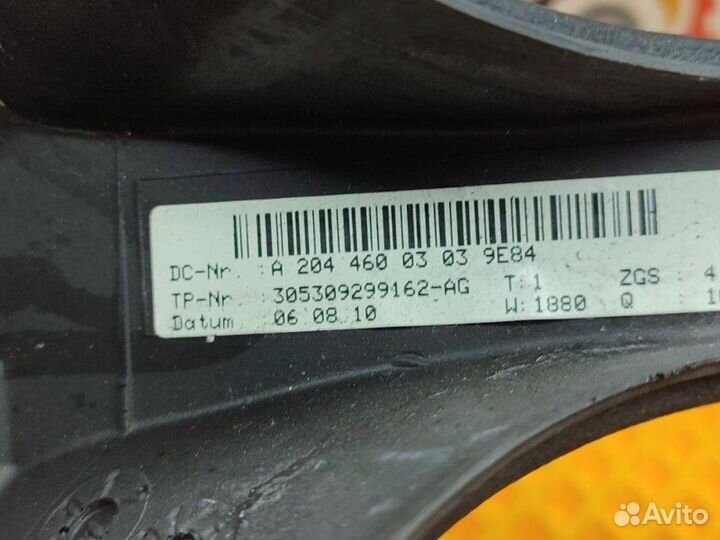 DC-Nr. :A 204 460 03 03 9E84
TP-Nr :305309299162-AG T:1 ZGS :4
Datum :06.08.10 W:1880 Q :
Avito